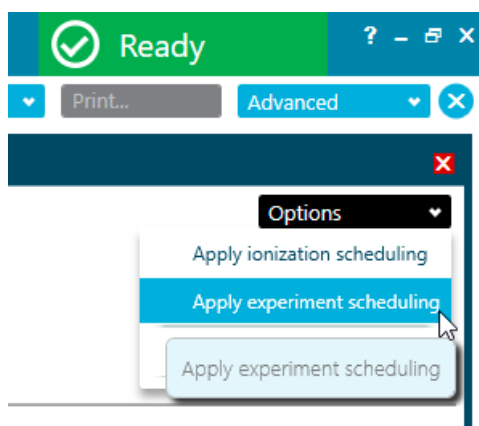 Ready
?
Print...
Advanced
Options
Apply ionization scheduling
Apply experiment scheduling
Apply experiment scheduling